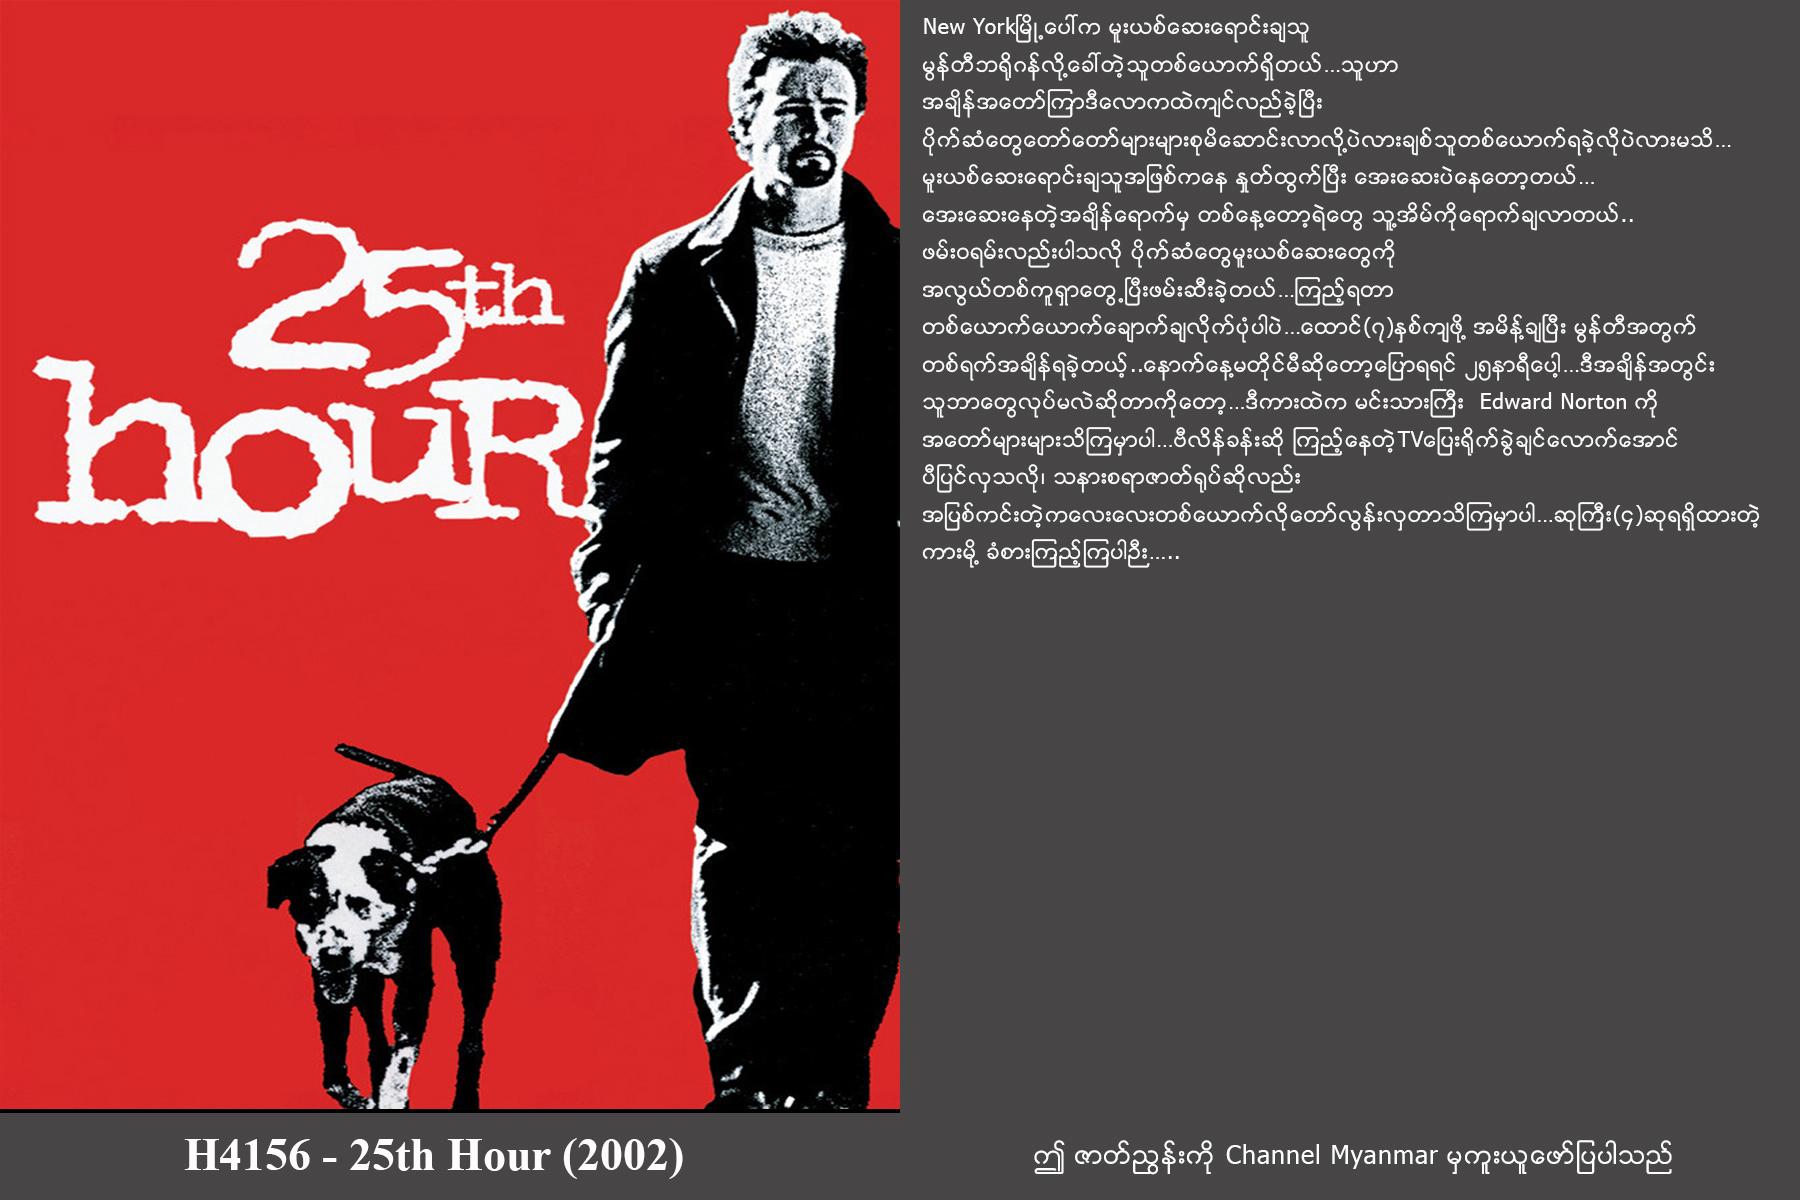 25th
hour
New Yorkမြို့ပေါ်က မူးယစ်ဆေးရောင်းချသူ
မွန်တီဘရိုဂန်လို့ခေါ်တဲ့သူတစ်ယောက်ရှိတယ်...သူဟာ
အချိန်အတော်ကြာဒီလောကထဲကျင်လည်ခဲ့ပြီး
ပိုက်ဆံတွေတော်တော်များများစုမိဆောင်းလာလို့ပဲလားချစ်သူတစ်ယောက်ရခဲ့လိုပဲလားမသိ...
မူးယစ်ဆေးရောင်းချသူအဖြစ်ကနေ နှုတ်ထွက်ပြီး အေးဆေးပဲနေတော့တယ်...
အေးဆေးနေတဲ့အချိန်ရောက်မှ တစ်နေ့တော့ရဲတွေ သူ့အိမ်ကိုရောက်ချလာတယ်..
ဖမ်းဝရမ်းလည်းပါသလို ပိုက်ဆံတွေမူးယစ်ဆေးတွေကို
အလွယ်တစ်ကူရှာတွေ့ပြီးဖမ်းဆီးခဲ့တယ်...ကြည့်ရတာ
တစ်ယောက်ယောက်ချောက်ချလိုက်ပုံပါပဲ...ထောင်(၇)နှစ်ကျဖို့ အမိန့်ချပြီး မွန်တီအတွက်
တစ်ရက်အချိန်ရခဲ့တယ့်..နောက်နေ့မတိုင်မီဆိုတော့ပြောရရင် ၂၅နာရီပေါ့...ဒီအချိန်အတွင်း
သူဘာတွေလုပ်မလဲဆိုတာကိုတော့...ဒီကားထဲက မင်းသားကြီး Edward Norton ကို
အတော်များများသိကြမှာပါ...ဗီလိန်ခန်းဆို ကြည့်နေတဲ့TVပြေးရိုက်ခွဲချင်လောက်အောင်
ပီပြင်လှသလို၊ သနားစရာဇာတ်ရုပ်ဆိုလည်း
အပြစ်ကင်းတဲ့ကလေးလေးတစ်ယောက်လိုတော်လွန်းလှတာသိကြမှာပါ...ဆုကြီး(၄)ဆုရရှိထားတဲ့
ကားမို့ ခံစားကြည့်ကြပါဦး.....
H4156 - 25th Hour (2002)
ဤ ဇာတ်ညွှန်းကို Channel Myanmar မှကူးယူဖော်ပြပါသည်